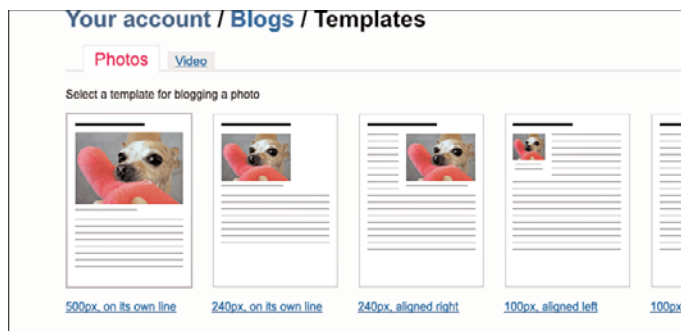 Your account / Blogs / Templates
Photos Video
Select a template for blogging a photo
500px, on its own line 240px, on its own line 240px, aligned right 100px, aligned left 100px